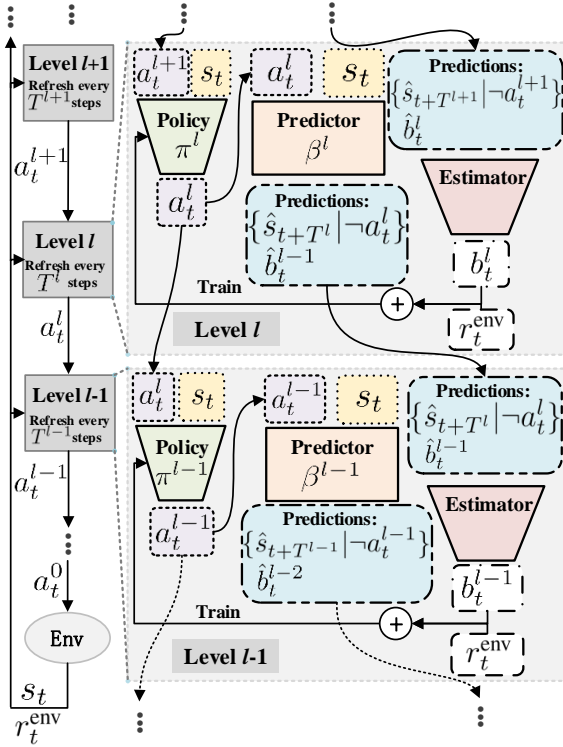 Level l+1
Refresh every
T^{l+1} steps
a_t^{l+1}
Level l
Refresh every
T^l steps
a_t^l
Level l-1
Refresh every
T^{l-1} steps
a_t^{l-1}
a_t^0
Env
s_t
r_t^{env}
a_t^{l+1} s_t
Policy
π^l
a_t^l
a_t^l s_t
Predictor
β^l
Predictions:
{ŝ_{t+T^l}|¬a_t^l}
b̂_t^{l-1}
Predictions:
{ŝ_{t+T^{l+1}}|¬a_t^{l+1}}
b̂_t^l
Estimator
b_t^l
r_t^{env}
Train
+
Level l
a_t^l s_t
Policy
π^{l-1}
a_t^{l-1}
a_t^{l-1} s_t
Predictor
β^{l-1}
Predictions:
{ŝ_{t+T^{l-1}}|¬a_t^{l-1}}
b̂_t^{l-2}
Predictions:
{ŝ_{t+T^l}|¬a_t^l}
b̂_t^{l-1}
Estimator
b_t^{l-1}
r_t^{env}
Train
+
Level l-1